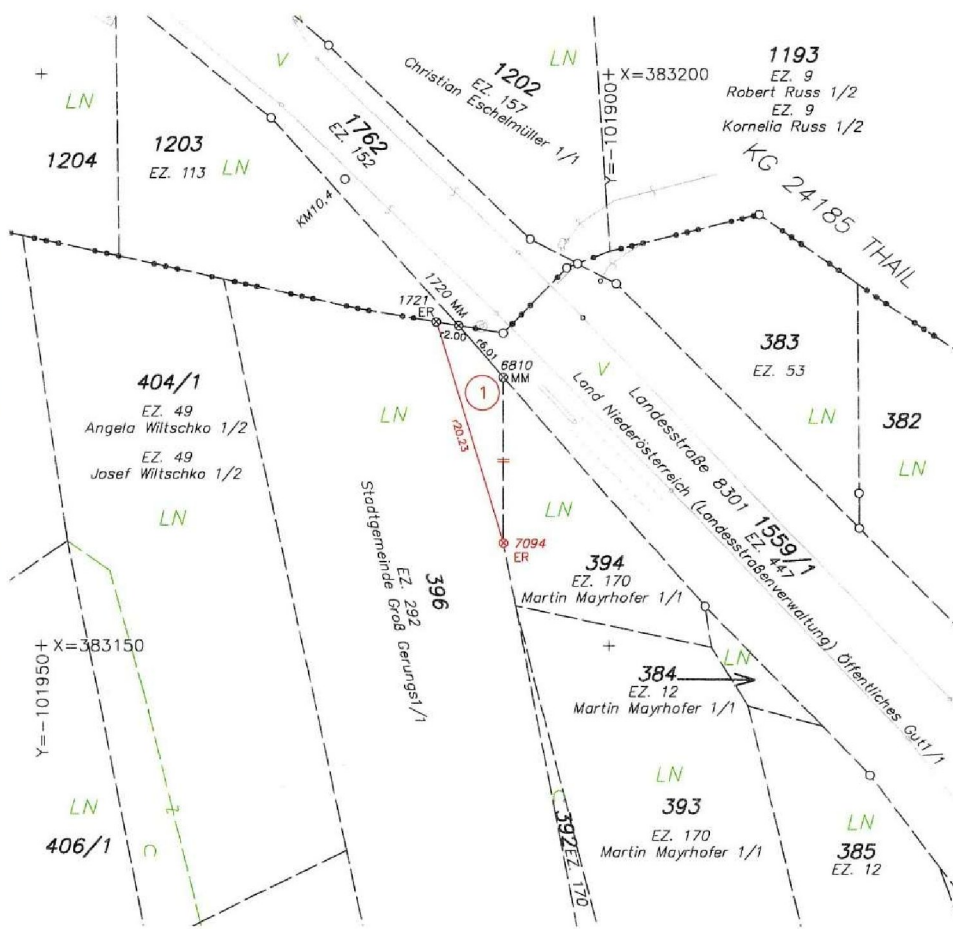 V
LN
1202
EZ. 157
Christian Eschelmüller 1/1
X=383200
Y=-101900
1193
EZ. 9
Robert Russ 1/2
EZ. 9
Kornelia Russ 1/2
LN
1204
1203
EZ. 113
LN
1762
EZ. 152
KM10.4
KG 24185 THAIL
1721
ER
1720 MM
r2.00
r6.01
6810
MM
1
r20.23
V
383
EZ. 53
LN
382
LN
404/1
EZ. 49
Angela Wiltschko 1/2
EZ. 49
Josef Wiltschko 1/2
LN
LN
Landesstraße 8301
1559/1
EZ. 447
Land Niederösterreich (Landesstraßenverwaltung) Öffentliches Gut1/1
7094
ER
LN
396
EZ. 292
Stadtgemeinde Groß Gerungs1/1
394
EZ. 170
Martin Mayrhofer 1/1
X=383150
Y=-101950
LN
384
EZ. 12
Martin Mayrhofer 1/1
LN
406/1
392
EZ. 170
LN
393
EZ. 170
Martin Mayrhofer 1/1
LN
385
EZ. 12